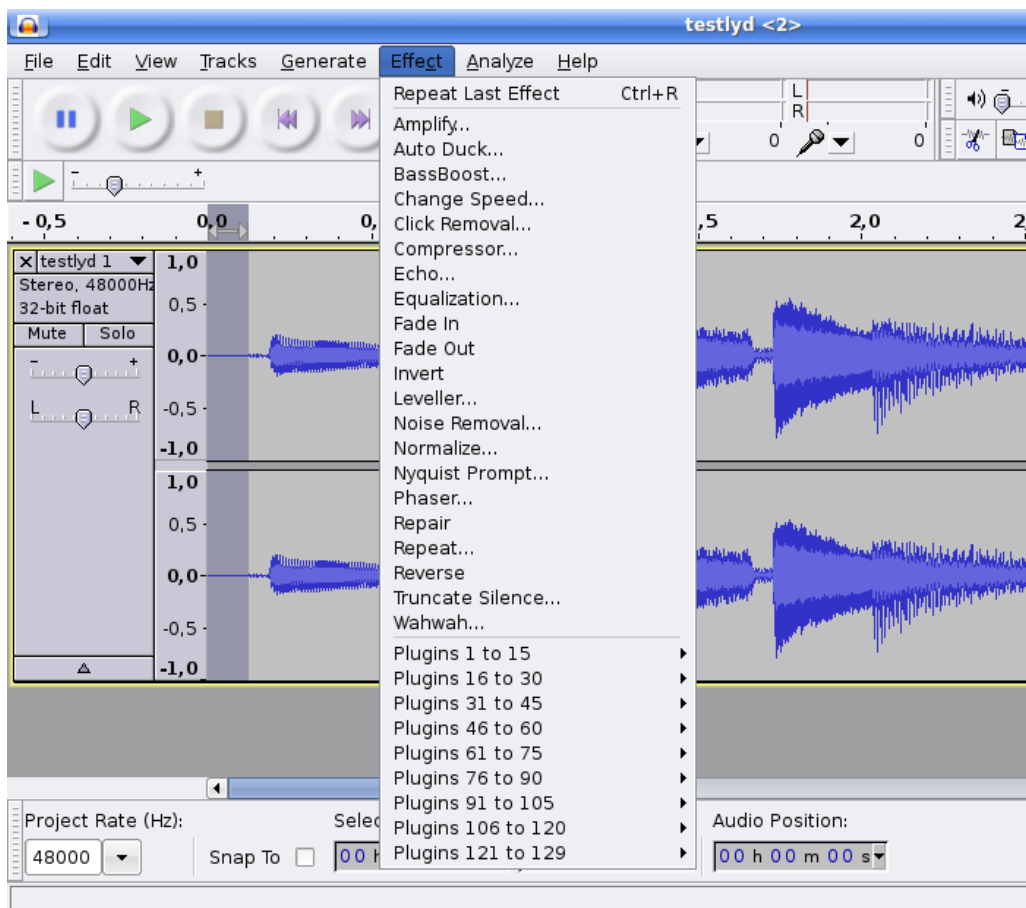 testlyd <2>
File Edit View Tracks Generate Effect Analyze Help
Repeat Last Effect Ctrl+R
Amplify...
Auto Duck...
BassBoost...
Change Speed...
Click Removal...
Compressor...
Echo...
Equalization...
Fade In
Fade Out
Invert
Leveller...
Noise Removal...
Normalize...
Nyquist Prompt...
Phaser...
Repair
Repeat...
Reverse
Truncate Silence...
Wahwah...
Plugins 1 to 15
Plugins 16 to 30
Plugins 31 to 45
Plugins 46 to 60
Plugins 61 to 75
Plugins 76 to 90
Plugins 91 to 105
Plugins 106 to 120
Plugins 121 to 129
L
R
0 0
- +
- 0,5 0,0 0, ,5 2,0 2
testlyd 1
Stereo, 48000Hz
32-bit float
Mute Solo
- +
L R
1,0
0,5
0,0
-0,5
-1,0
1,0
0,5
0,0
-0,5
-1,0
Project Rate (Hz):
48000
Snap To
Selec
00 h
Audio Position:
00 h 00 m 00 s